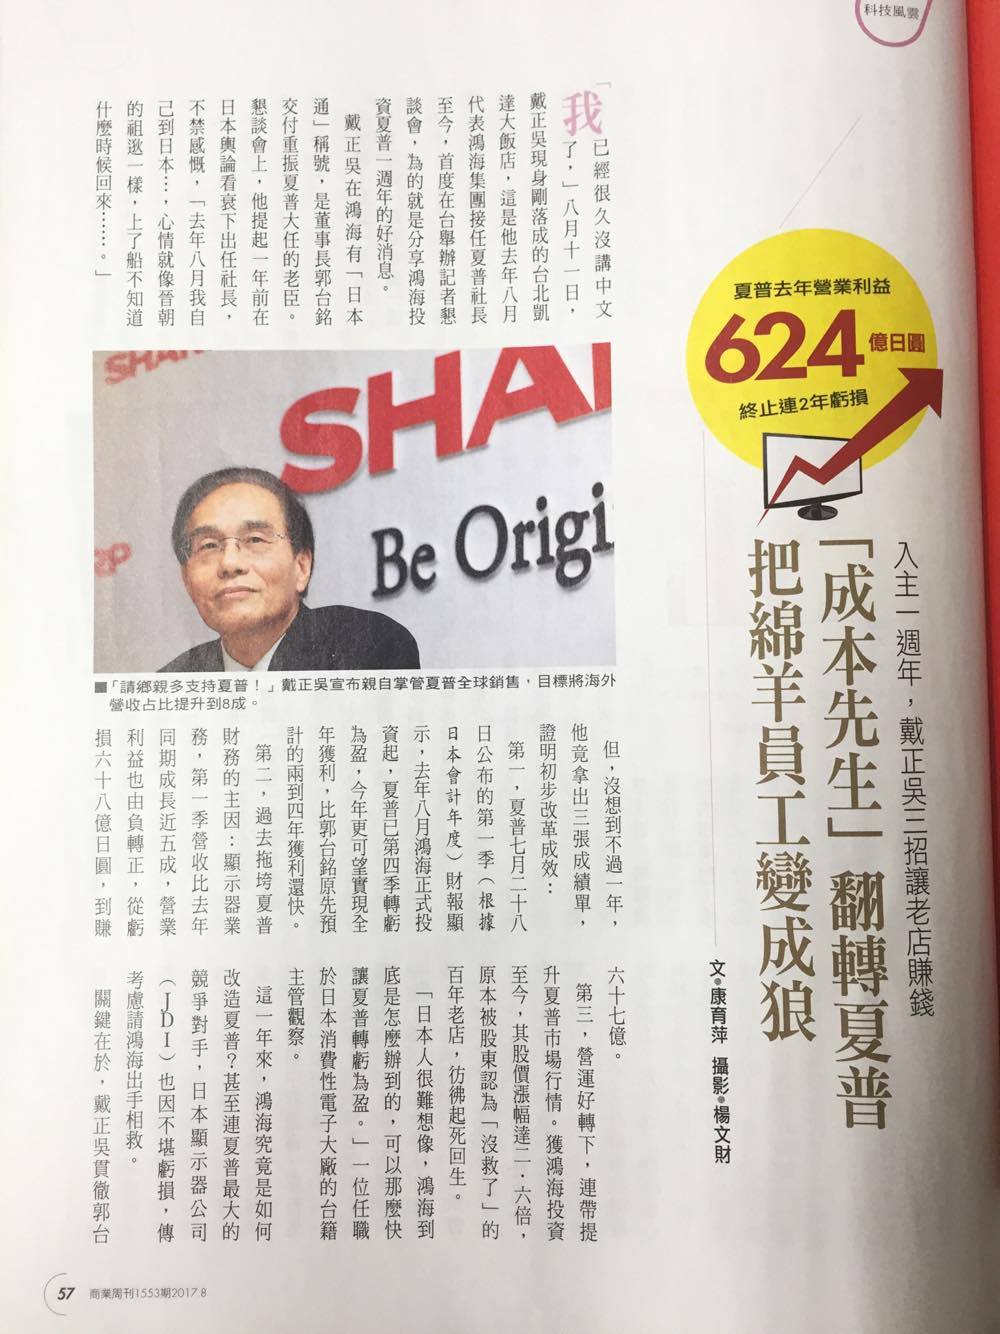 科技風雲
夏普去年營業利益
624億日圓
終止連2年虧損
入主一週年，戴正吳三招讓老店賺錢
「成本先生」翻轉夏普
把綿羊員工變成狼
文●康育萍　攝影●楊文財
「我已經很久沒講中文
了，」八月十一日，
戴正吳現身剛落成的台北凱
達大飯店，這是他去年八月
代表鴻海集團接任夏普社長
至今，首度在台舉辦記者懇
談會，為的就是分享鴻海投
資夏普一週年的好消息。
戴正吳在鴻海有「日本
通」稱號，是董事長郭台銘
交付重振夏普大任的老臣。
懇談會上，他提起一年前在
日本輿論看衰下出任社長，
不禁感慨，「去年八月我自
己到日本…，心情就像晉朝
的祖逖一樣，上了船不知道
什麼時候回來……。」
SHARP
SHAR
Be Origi
RP
■「請鄉親多支持夏普！」戴正吳宣布親自掌管夏普全球銷售，目標將海外
營收占比提升到8成。
但，沒想到不過一年，
他竟拿出三張成績單，
證明初步改革成效：
第一，夏普七月二十八
日公布的第一季（根據
日本會計年度）財報顯
示，去年八月鴻海正式投
資起，夏普已第四季轉虧
為盈，今年更可望實現全
年獲利，比郭台銘原先預
計的兩到四年獲利還快。
第二，過去拖垮夏普
財務的主因：顯示器業
務，第一季營收比去年
同期成長近五成，營業
利益也由負轉正，從虧
損六十八億日圓，到賺
六十七億。
第三，營運好轉下，連帶提
升夏普市場行情。獲鴻海投資
至今，其股價漲幅達二．六倍，
原本被股東認為「沒救了」的
百年老店，彷彿起死回生。
「日本人很難想像，鴻海到
底是怎麼辦到的，可以那麼快
讓夏普轉虧為盈。」一位任職
於日本消費性電子大廠的台籍
主管觀察。
這一年來，鴻海究竟是如何
改造夏普？甚至連夏普最大的
競爭對手，日本顯示器公司
（JDI）也因不堪虧損，傳
考慮請鴻海出手相救。
關鍵在於，戴正吳貫徹郭台
57 商業周刊1553期2017 8